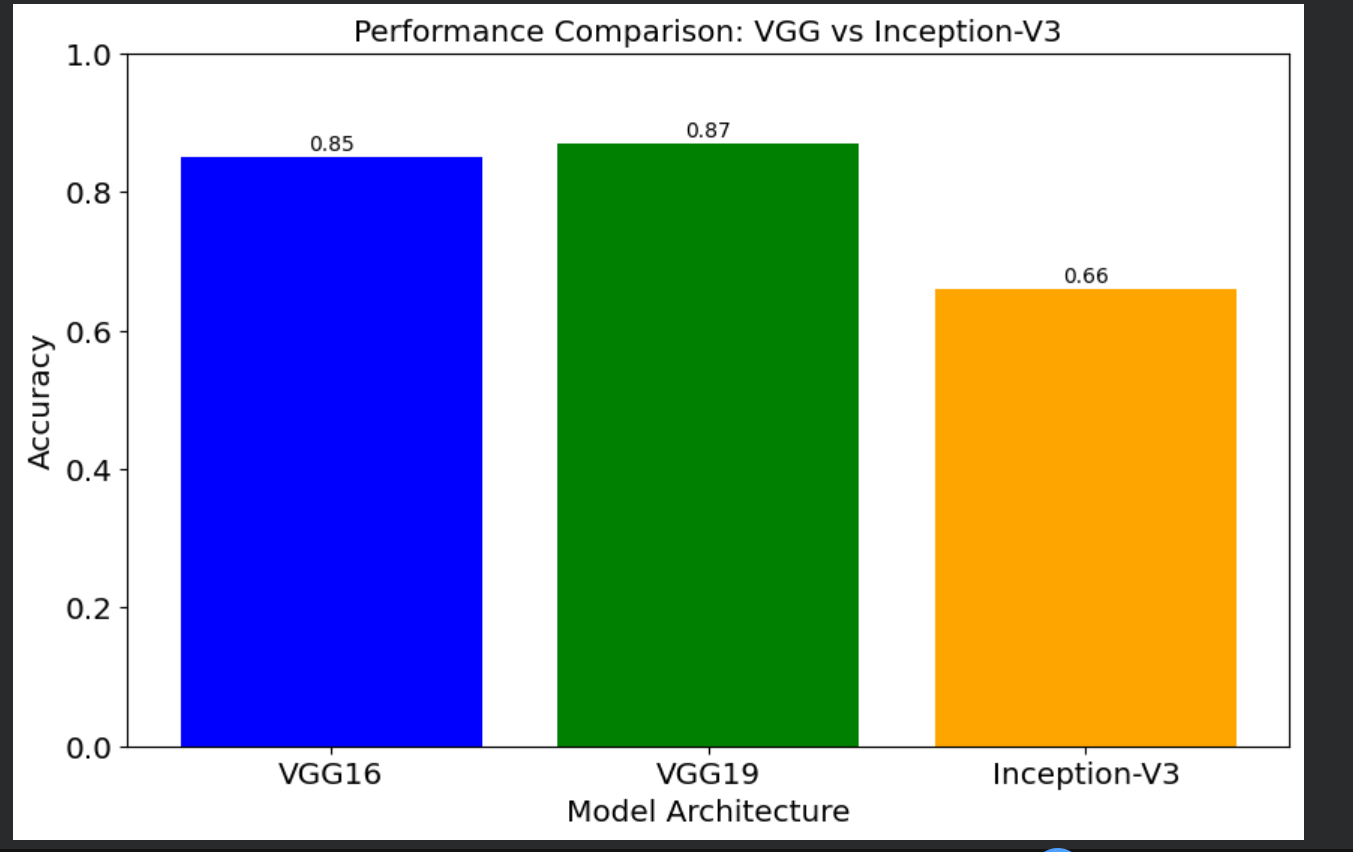 Performance Comparison: VGG vs Inception-V3
1.0
0.8
0.6
0.4
0.2
0.0
Accuracy
0.85
0.87
0.66
VGG16
VGG19
Inception-V3
Model Architecture